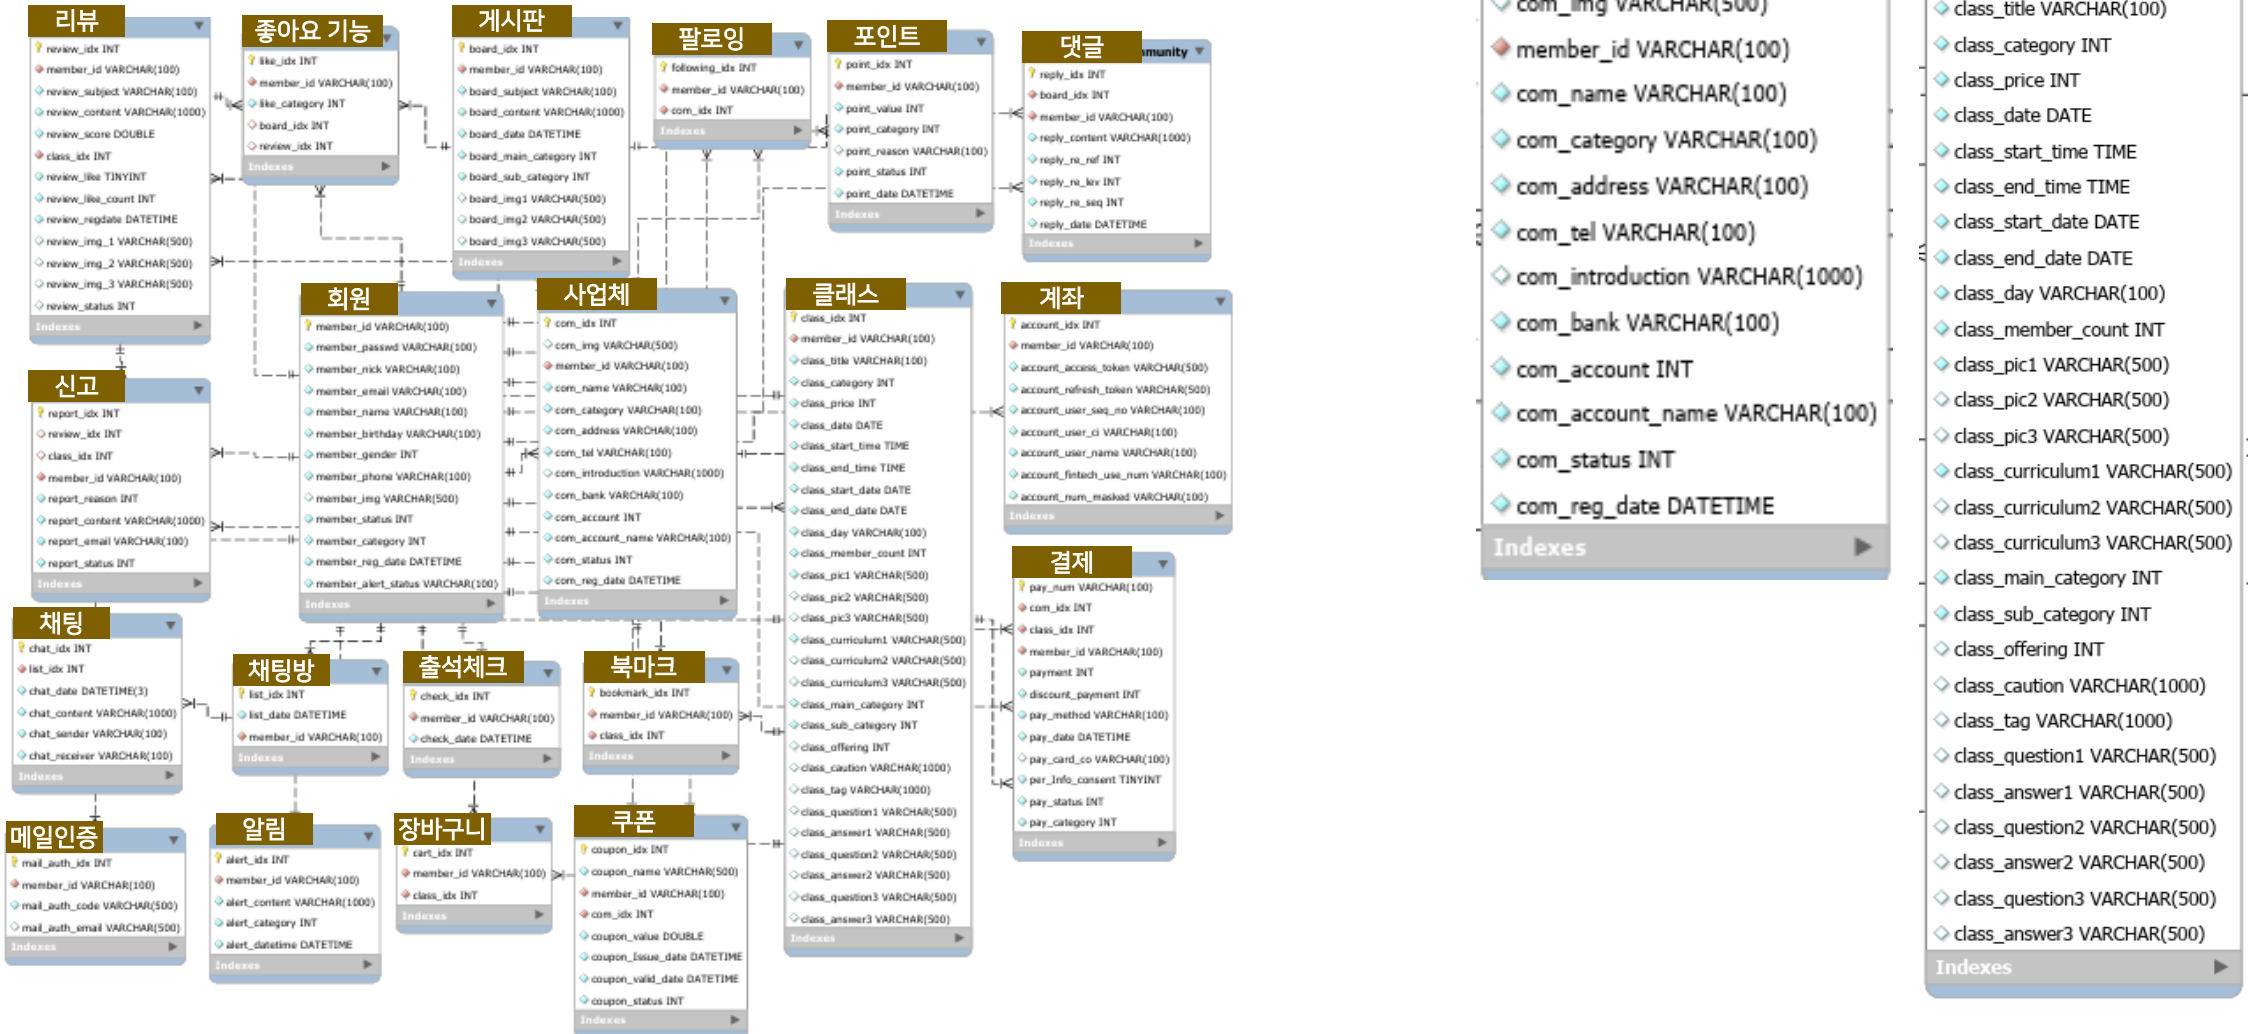 리뷰
review_idx INT
member_id VARCHAR(100)
review_subject VARCHAR(100)
review_content VARCHAR(1000)
review_score DOUBLE
class_idx INT
review_like TINYINT
review_like_count INT
review_regdate DATETIME
review_img_1 VARCHAR(500)
review_img_2 VARCHAR(500)
review_img_3 VARCHAR(500)
review_status INT
Indexes
좋아요 기능
like_idx INT
member_id VARCHAR(100)
like_category INT
board_idx INT
review_idx INT
Indexes
게시판
board_idx INT
member_id VARCHAR(100)
board_subject VARCHAR(100)
board_content VARCHAR(1000)
board_date DATETIME
board_main_category INT
board_sub_category INT
board_img1 VARCHAR(500)
board_img2 VARCHAR(500)
board_img3 VARCHAR(500)
Indexes
팔로잉
following_idx INT
member_id VARCHAR(100)
com_idx INT
Indexes
포인트
point_idx INT
member_id VARCHAR(100)
point_value INT
point_category INT
point_reason VARCHAR(100)
point_status INT
point_date DATETIME
Indexes
댓글
munity
reply_idx INT
board_idx INT
member_id VARCHAR(100)
reply_content VARCHAR(1000)
reply_re_ref INT
reply_re_lev INT
reply_re_seq INT
reply_date DATETIME
Indexes
신고
report_idx INT
review_idx INT
class_idx INT
member_id VARCHAR(100)
report_reason INT
report_content VARCHAR(1000)
report_email VARCHAR(100)
report_status INT
Indexes
회원
member_id VARCHAR(100)
member_passwd VARCHAR(100)
member_nick VARCHAR(100)
member_email VARCHAR(100)
member_name VARCHAR(100)
member_birthday VARCHAR(100)
member_gender INT
member_phone VARCHAR(100)
member_img VARCHAR(500)
member_status INT
member_category INT
member_reg_date DATETIME
member_alert_status VARCHAR(100)
Indexes
사업체
com_idx INT
com_img VARCHAR(500)
member_id VARCHAR(100)
com_name VARCHAR(100)
com_category VARCHAR(100)
com_address VARCHAR(100)
com_tel VARCHAR(100)
com_introduction VARCHAR(1000)
com_bank VARCHAR(100)
com_account INT
com_account_name VARCHAR(100)
com_status INT
com_reg_date DATETIME
Indexes
클래스
class_idx INT
member_id VARCHAR(100)
class_title VARCHAR(100)
class_category INT
class_price INT
class_date DATE
class_start_time TIME
class_end_time TIME
class_start_date DATE
class_end_date DATE
class_day VARCHAR(100)
class_member_count INT
class_pic1 VARCHAR(500)
class_pic2 VARCHAR(500)
class_pic3 VARCHAR(500)
class_curriculum1 VARCHAR(500)
class_curriculum2 VARCHAR(500)
class_curriculum3 VARCHAR(500)
class_main_category INT
class_sub_category INT
class_offering INT
class_caution VARCHAR(1000)
class_tag VARCHAR(1000)
class_question1 VARCHAR(500)
class_answer1 VARCHAR(500)
class_question2 VARCHAR(500)
class_answer2 VARCHAR(500)
class_question3 VARCHAR(500)
class_answer3 VARCHAR(500)
Indexes
계좌
account_idx INT
member_id VARCHAR(100)
account_access_token VARCHAR(500)
account_refresh_token VARCHAR(500)
account_user_seq_no VARCHAR(100)
account_user_ci VARCHAR(100)
account_user_name VARCHAR(100)
account_fintech_use_num VARCHAR(100)
account_num_masked VARCHAR(100)
Indexes
결제
pay_num VARCHAR(100)
com_idx INT
class_idx INT
member_id VARCHAR(100)
payment INT
discount_payment INT
pay_method VARCHAR(100)
pay_date DATETIME
pay_card_co VARCHAR(100)
per_Info_consent TINYINT
pay_status INT
pay_category INT
Indexes
채팅
chat_idx INT
list_idx INT
chat_date DATETIME(3)
chat_content VARCHAR(1000)
chat_sender VARCHAR(100)
chat_receiver VARCHAR(100)
Indexes
채팅방
list_idx INT
list_date DATETIME
member_id VARCHAR(100)
Indexes
출석체크
check_idx INT
member_id VARCHAR(100)
check_date DATETIME
Indexes
북마크
bookmark_idx INT
member_id VARCHAR(100)
class_idx INT
Indexes
메일인증
mail_auth_idx INT
member_id VARCHAR(100)
mail_auth_code VARCHAR(500)
mail_auth_email VARCHAR(500)
Indexes
알림
alert_idx INT
member_id VARCHAR(100)
alert_content VARCHAR(1000)
alert_category INT
alert_datetime DATETIME
Indexes
장바구니
cart_idx INT
member_id VARCHAR(100)
class_idx INT
Indexes
쿠폰
coupon_idx INT
coupon_name VARCHAR(500)
member_id VARCHAR(100)
com_idx INT
coupon_value DOUBLE
coupon_Issue_date DATETIME
coupon_valid_date DATETIME
coupon_status INT
Indexes
com_img VARCHAR(500)
member_id VARCHAR(100)
com_name VARCHAR(100)
com_category VARCHAR(100)
com_address VARCHAR(100)
com_tel VARCHAR(100)
com_introduction VARCHAR(1000)
com_bank VARCHAR(100)
com_account INT
com_account_name VARCHAR(100)
com_status INT
com_reg_date DATETIME
Indexes
class_title VARCHAR(100)
class_category INT
class_price INT
class_date DATE
class_start_time TIME
class_end_time TIME
class_start_date DATE
class_end_date DATE
class_day VARCHAR(100)
class_member_count INT
class_pic1 VARCHAR(500)
class_pic2 VARCHAR(500)
class_pic3 VARCHAR(500)
class_curriculum1 VARCHAR(500)
class_curriculum2 VARCHAR(500)
class_curriculum3 VARCHAR(500)
class_main_category INT
class_sub_category INT
class_offering INT
class_caution VARCHAR(1000)
class_tag VARCHAR(1000)
class_question1 VARCHAR(500)
class_answer1 VARCHAR(500)
class_question2 VARCHAR(500)
class_answer2 VARCHAR(500)
class_question3 VARCHAR(500)
class_answer3 VARCHAR(500)
Indexes